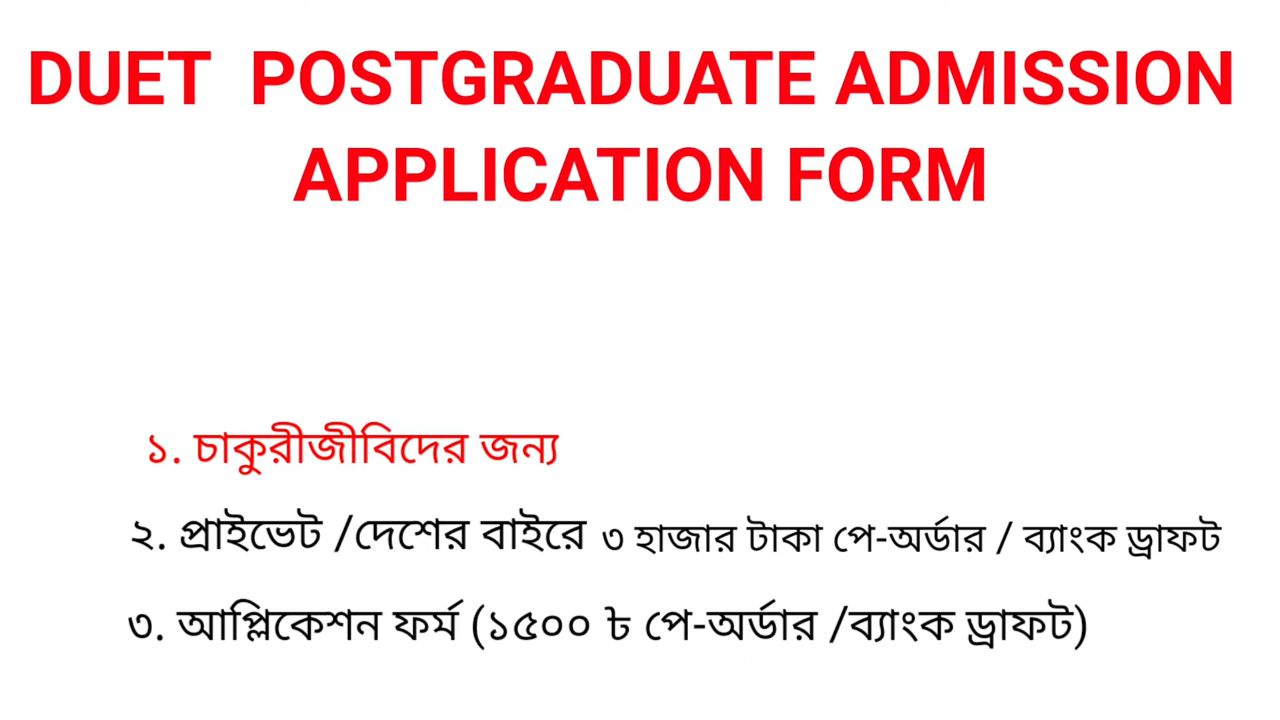 DUET POSTGRADUATE ADMISSION
APPLICATION FORM
১. চাকুরীজীবিদের জন্য
২. প্রাইভেট /দেশের বাইরে ৩ হাজার টাকা পে-অর্ডার / ব্যাংক ড্রাফট
৩. আপ্লিকেশন ফর্ম (১৫০০ ৳ পে-অর্ডার /ব্যাংক ড্রাফট)